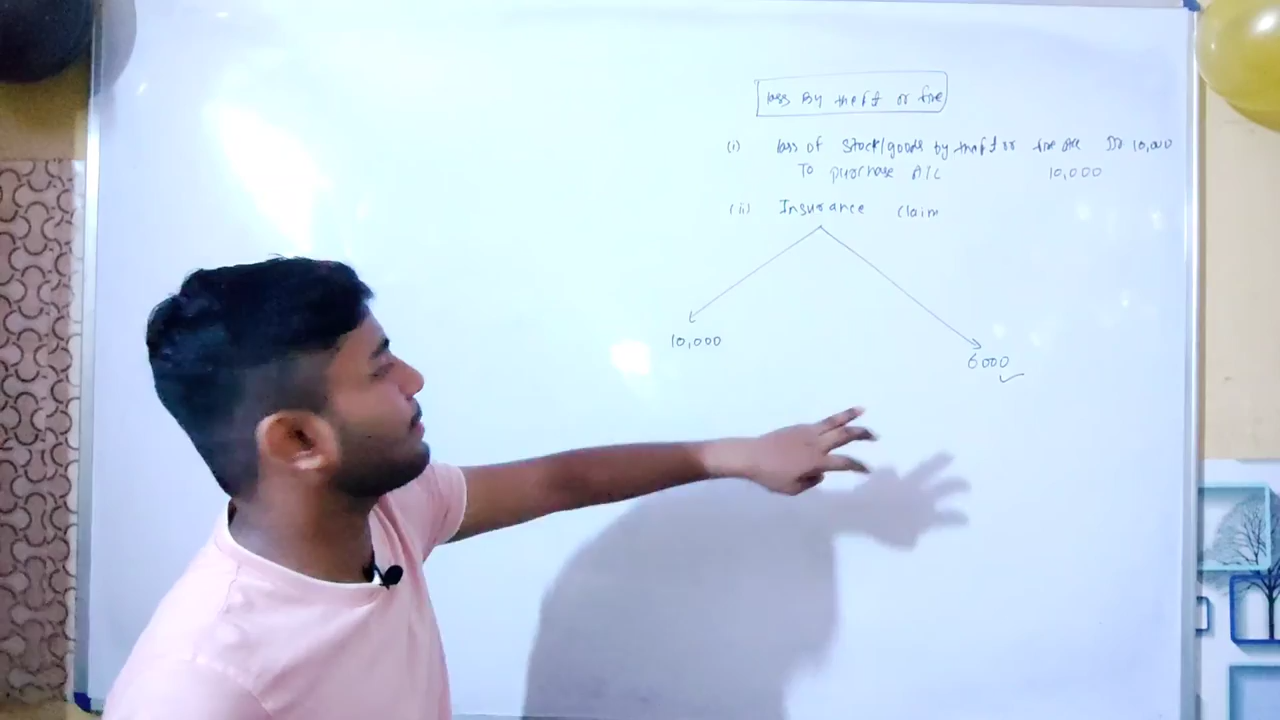 loss By theft or fire
(i) loss of stock/goods by theft or fire A/c Dr 10,000
To purchase A/C 10,000
(ii) Insurance claim
10,000
6000